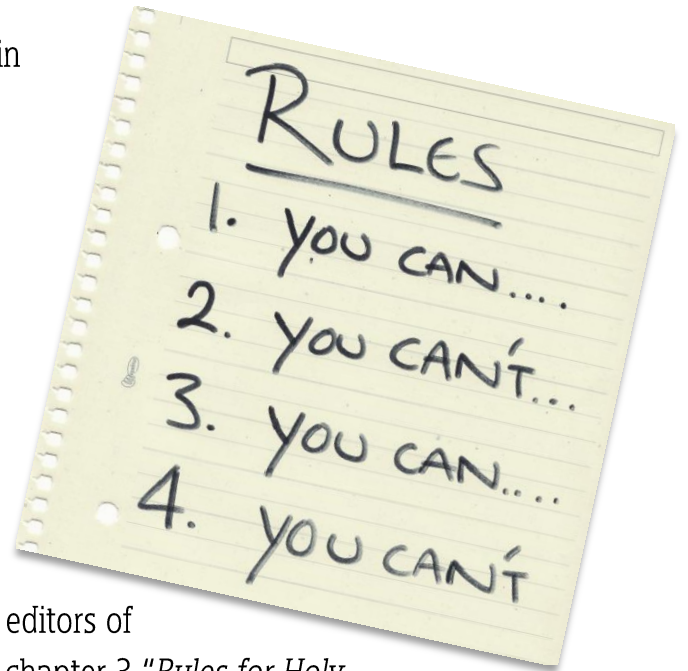 in
RULES
1. YOU CAN....
2. YOU CAN'T...
3. YOU CAN....
4. YOU CAN'T
editors of
chapter 3 "Rules for Holy